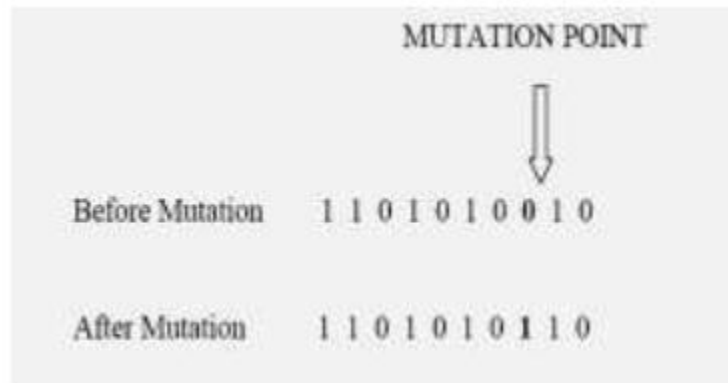 MUTATION POINT
Before Mutation 1 1 0 1 0 1 0 0 1 0
After Mutation 1 1 0 1 0 1 0 1 1 0